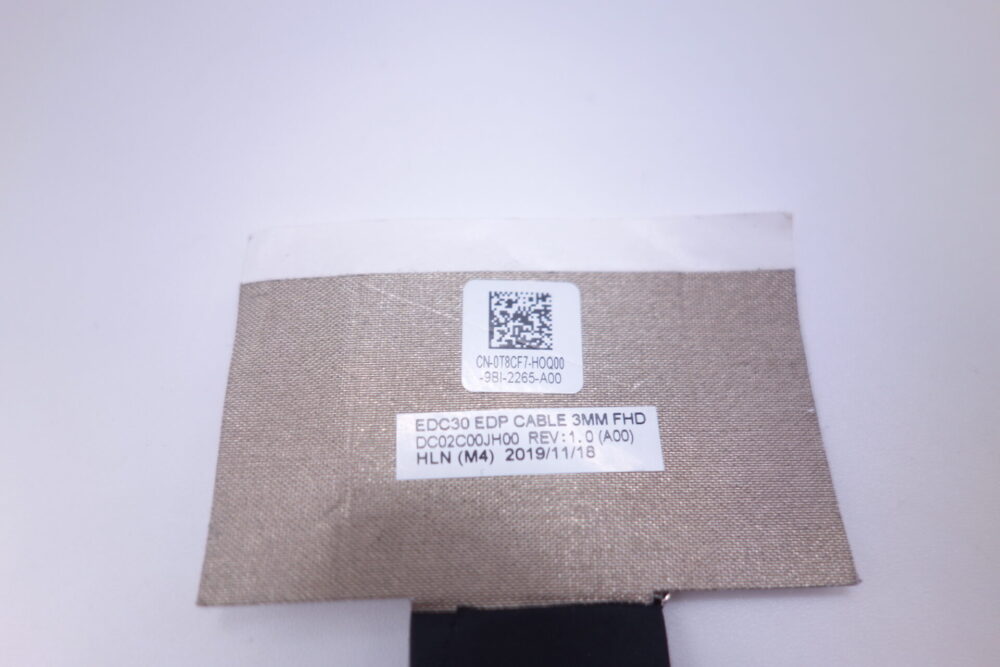 CN-0T8CF7-HOQ00
-9BI-2265-A00
EDC30 EDP CABLE 3MM FHD
DC02C00JH00 REV:1.0 (A00)
HLN (M4) 2019/11/18